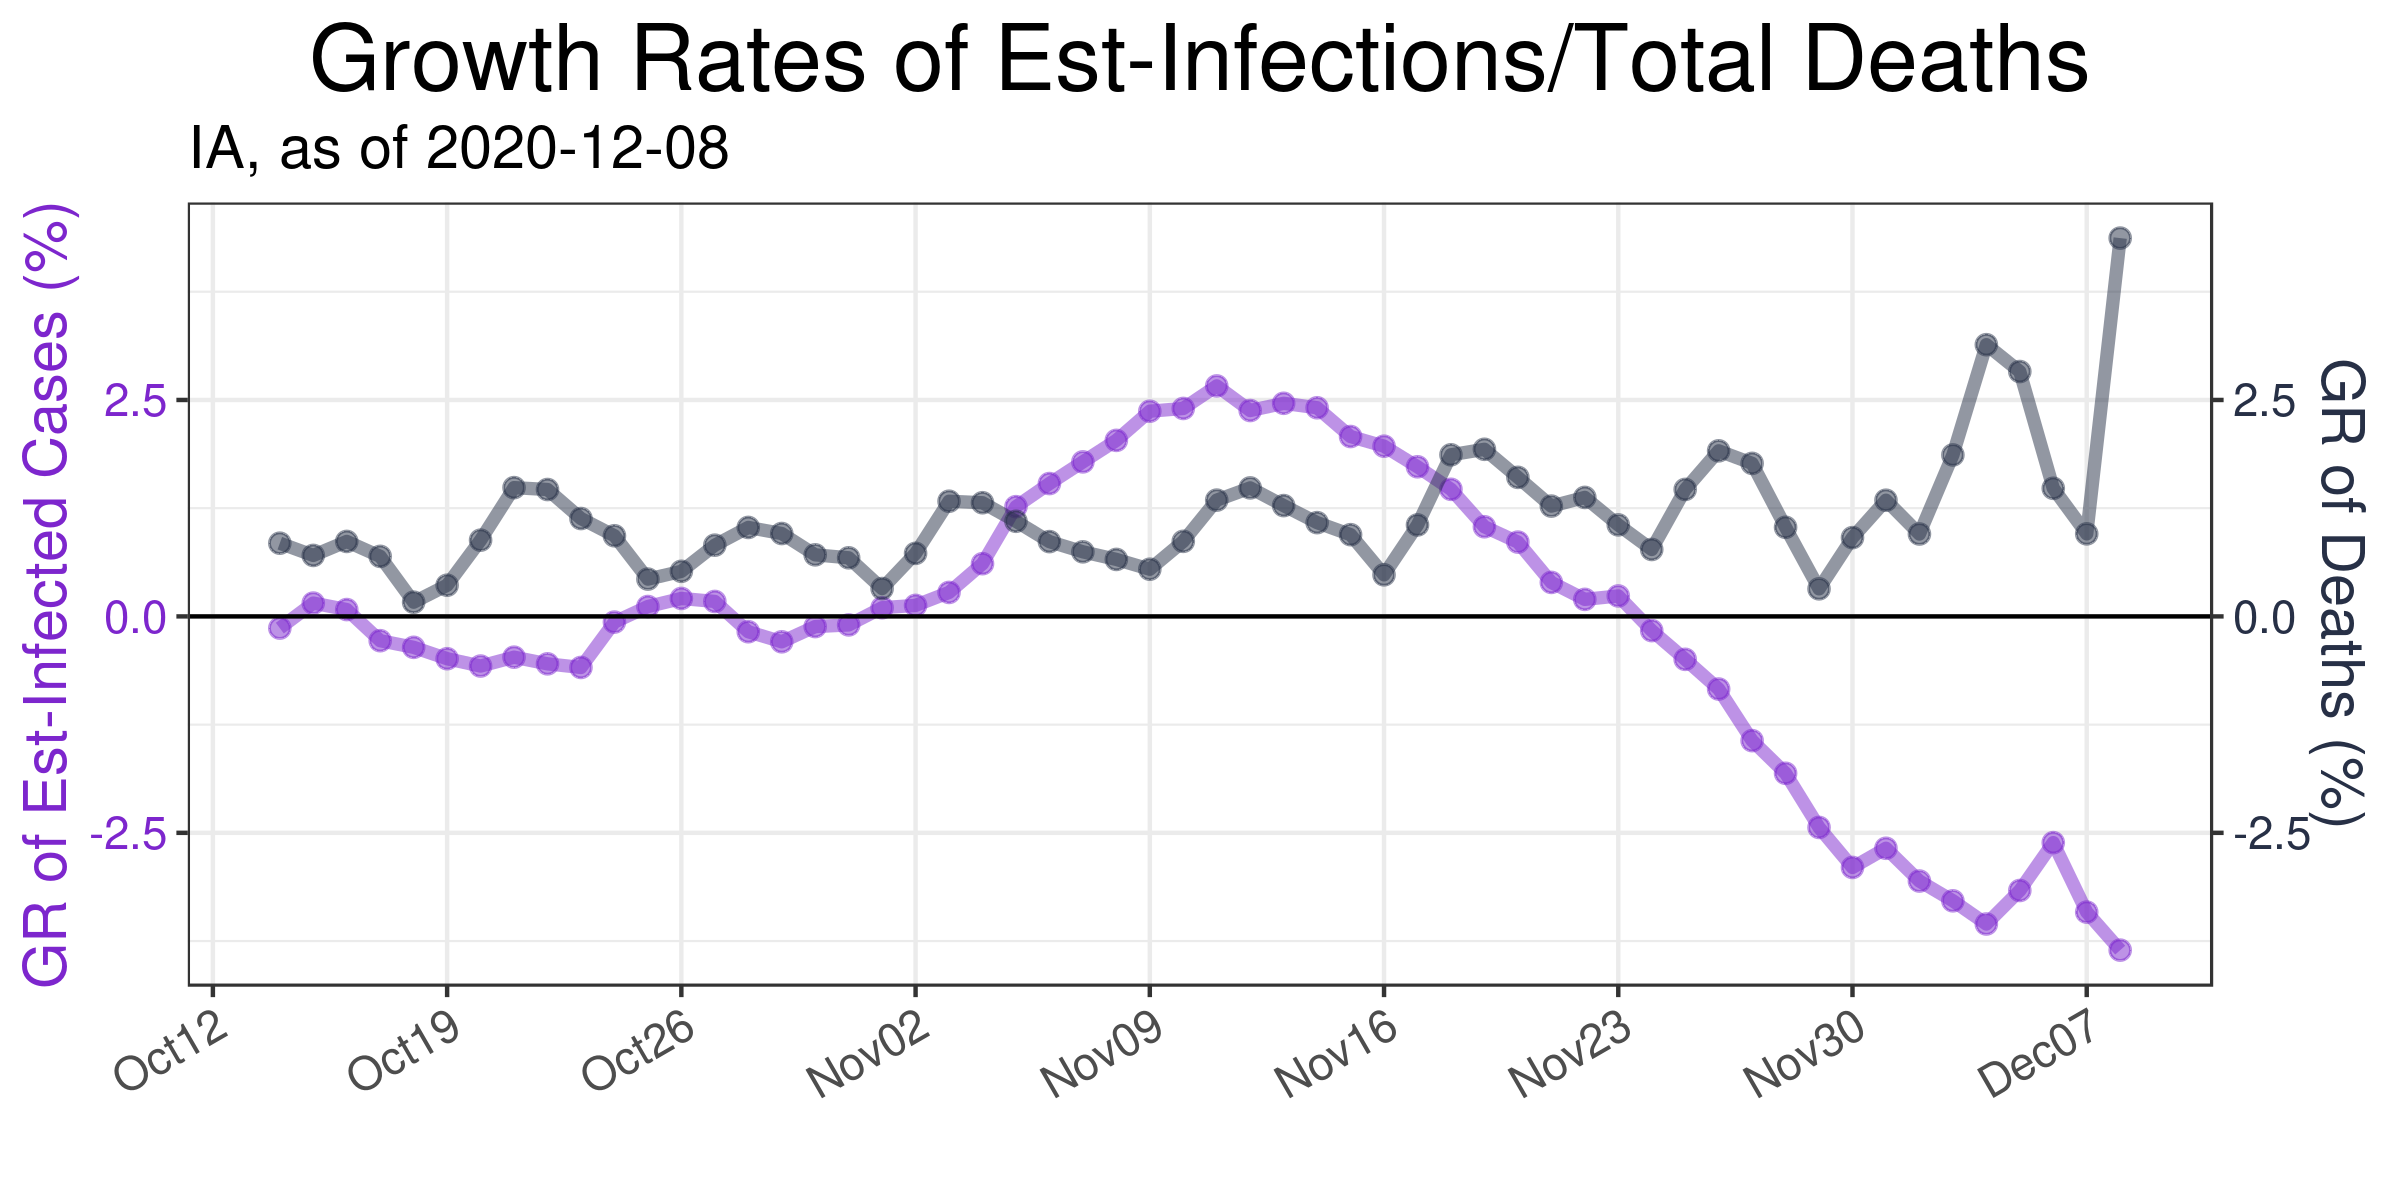 Growth Rates of Est-Infections/Total Deaths
IA, as of 2020-12-08
GR of Est-Infected Cases (%)
2.5
0.0
-2.5
2.5
0.0
-2.5
GR of Deaths (%)
Oct12
Oct19
Oct26
Nov02
Nov09
Nov16
Nov23
Nov30
Dec07